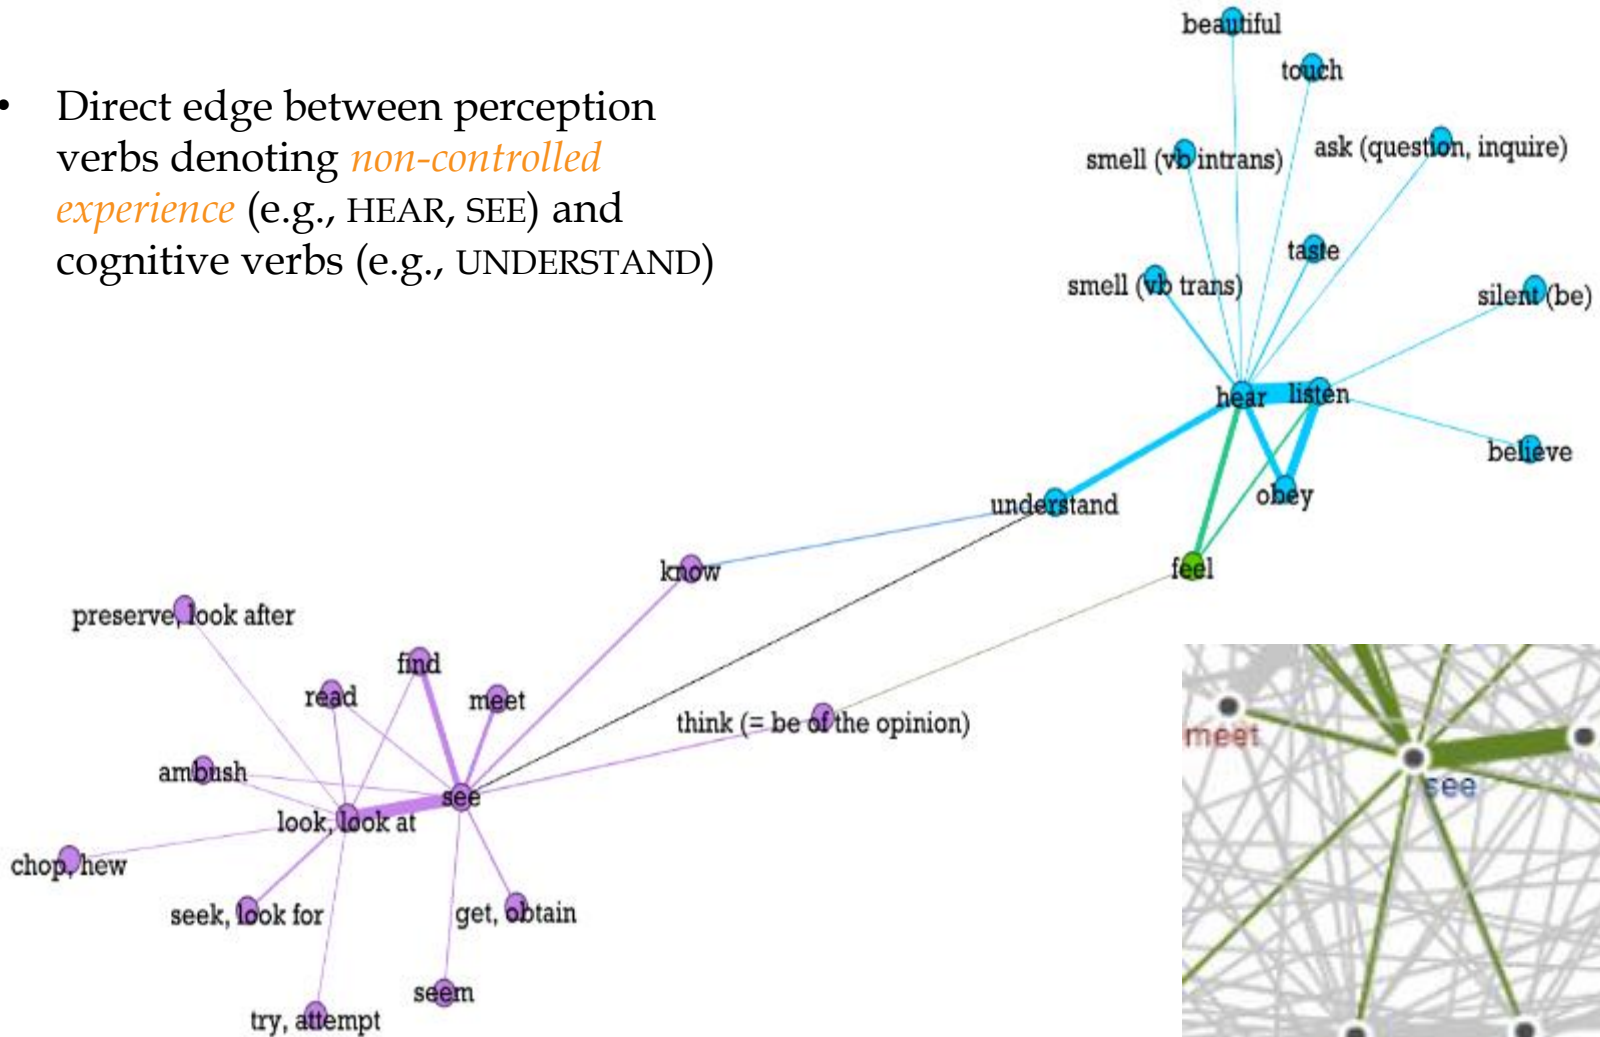 • Direct edge between perception
verbs denoting non-controlled
experience (e.g., HEAR, SEE) and
cognitive verbs (e.g., UNDERSTAND)
beautiful
touch
smell (vb intrans)
ask (question, inquire)
taste
smell (vb trans)
silent (be)
hear
listen
believe
obey
understand
feel
know
preserve, look after
find
read
meet
think (= be of the opinion)
ambush
see
look, look at
chop, hew
seek, look for
get, obtain
seem
try, attempt
meet
see